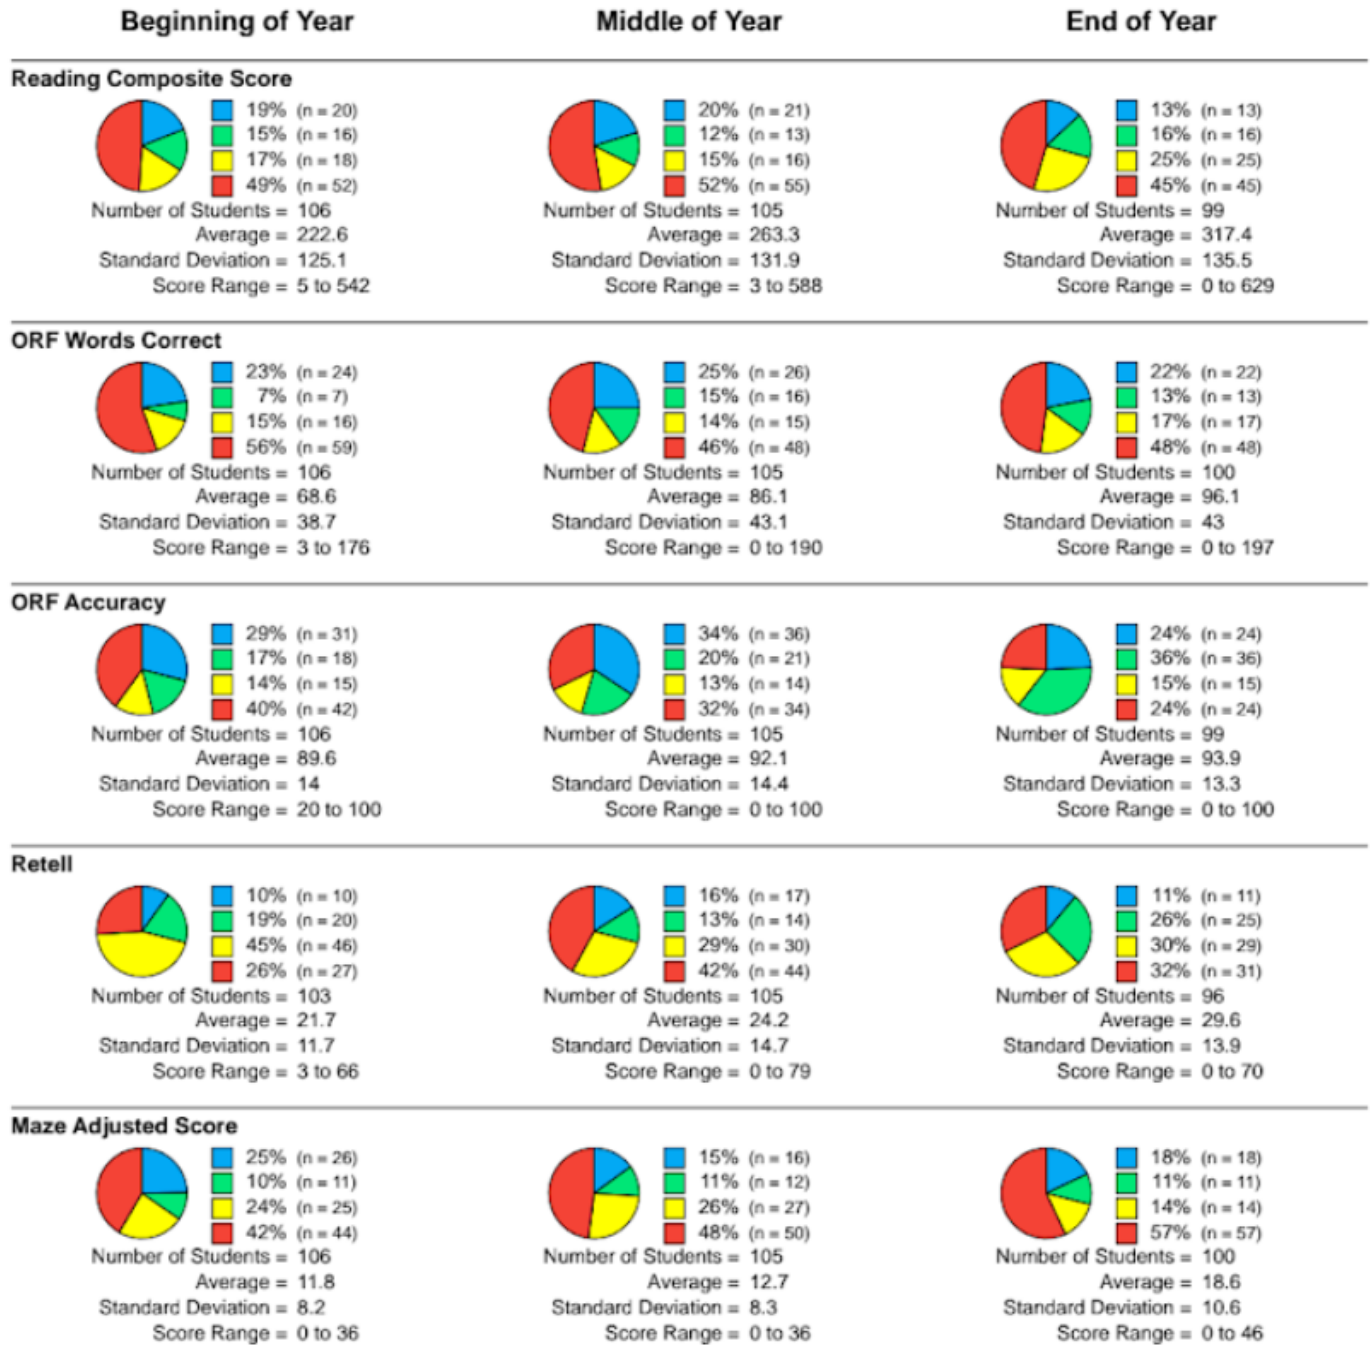 Beginning of Year Middle of Year End of Year
Reading Composite Score
19% (n = 20) 20% (n = 21) 13% (n = 13)
15% (n = 16) 12% (n = 13) 16% (n = 16)
17% (n = 18) 15% (n = 16) 25% (n = 25)
49% (n = 52) 52% (n = 55) 45% (n = 45)
Number of Students = 106 Number of Students = 105 Number of Students = 99
Average = 222.6 Average = 263.3 Average = 317.4
Standard Deviation = 125.1 Standard Deviation = 131.9 Standard Deviation = 135.5
Score Range = 5 to 542 Score Range = 3 to 588 Score Range = 0 to 629
ORF Words Correct
23% (n = 24) 25% (n = 26) 22% (n = 22)
7% (n = 7) 15% (n = 16) 13% (n = 13)
15% (n = 16) 14% (n = 15) 17% (n = 17)
56% (n = 59) 46% (n = 48) 48% (n = 48)
Number of Students = 106 Number of Students = 105 Number of Students = 100
Average = 68.6 Average = 86.1 Average = 96.1
Standard Deviation = 38.7 Standard Deviation = 43.1 Standard Deviation = 43
Score Range = 3 to 176 Score Range = 0 to 190 Score Range = 0 to 197
ORF Accuracy
29% (n = 31) 34% (n = 36) 24% (n = 24)
17% (n = 18) 20% (n = 21) 36% (n = 36)
14% (n = 15) 13% (n = 14) 15% (n = 15)
40% (n = 42) 32% (n = 34) 24% (n = 24)
Number of Students = 106 Number of Students = 105 Number of Students = 99
Average = 89.6 Average = 92.1 Average = 93.9
Standard Deviation = 14 Standard Deviation = 14.4 Standard Deviation = 13.3
Score Range = 20 to 100 Score Range = 0 to 100 Score Range = 0 to 100
Retell
10% (n = 10) 16% (n = 17) 11% (n = 11)
19% (n = 20) 13% (n = 14) 26% (n = 25)
45% (n = 46) 29% (n = 30) 30% (n = 29)
26% (n = 27) 42% (n = 44) 32% (n = 31)
Number of Students = 103 Number of Students = 105 Number of Students = 96
Average = 21.7 Average = 24.2 Average = 29.6
Standard Deviation = 11.7 Standard Deviation = 14.7 Standard Deviation = 13.9
Score Range = 3 to 66 Score Range = 0 to 79 Score Range = 0 to 70
Maze Adjusted Score
25% (n = 26) 15% (n = 16) 18% (n = 18)
10% (n = 11) 11% (n = 12) 11% (n = 11)
24% (n = 25) 26% (n = 27) 14% (n = 14)
42% (n = 44) 48% (n = 50) 57% (n = 57)
Number of Students = 106 Number of Students = 105 Number of Students = 100
Average = 11.8 Average = 12.7 Average = 18.6
Standard Deviation = 8.2 Standard Deviation = 8.3 Standard Deviation = 10.6
Score Range = 0 to 36 Score Range = 0 to 36 Score Range = 0 to 46